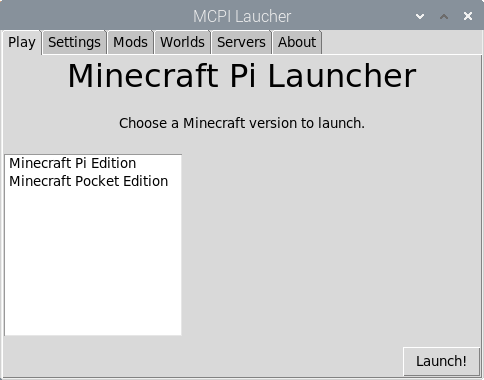 MCPI Laucher
Play Settings Mods Worlds Servers About
Minecraft Pi Launcher
Choose a Minecraft version to launch.
Minecraft Pi Edition
Minecraft Pocket Edition
Launch!